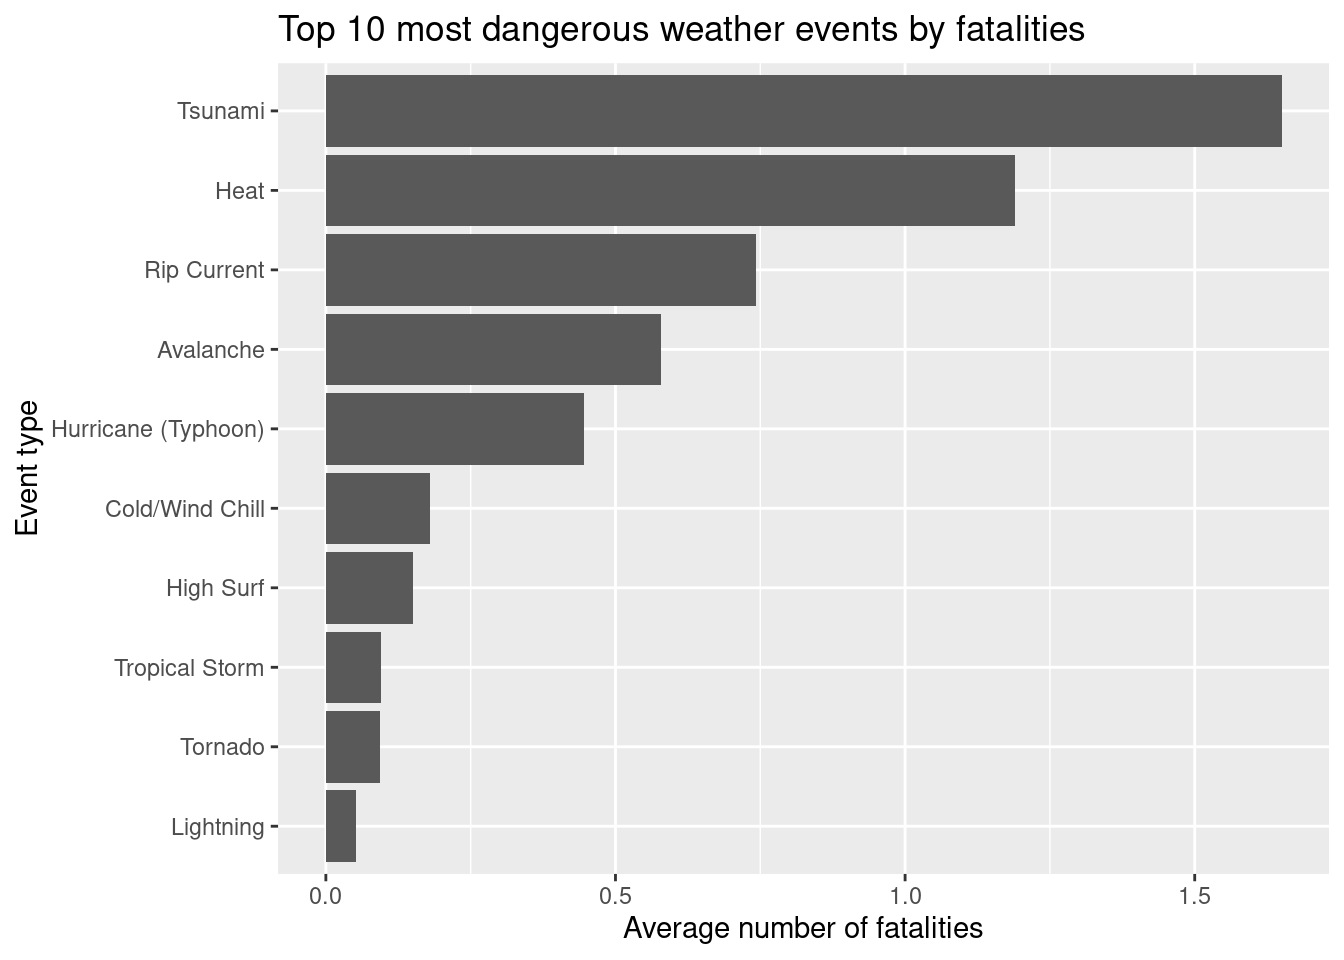 Top 10 most dangerous weather events by fatalities
Event type
Tsunami
Heat
Rip Current
Avalanche
Hurricane (Typhoon)
Cold/Wind Chill
High Surf
Tropical Storm
Tornado
Lightning
0.0 0.5 1.0 1.5
Average number of fatalities